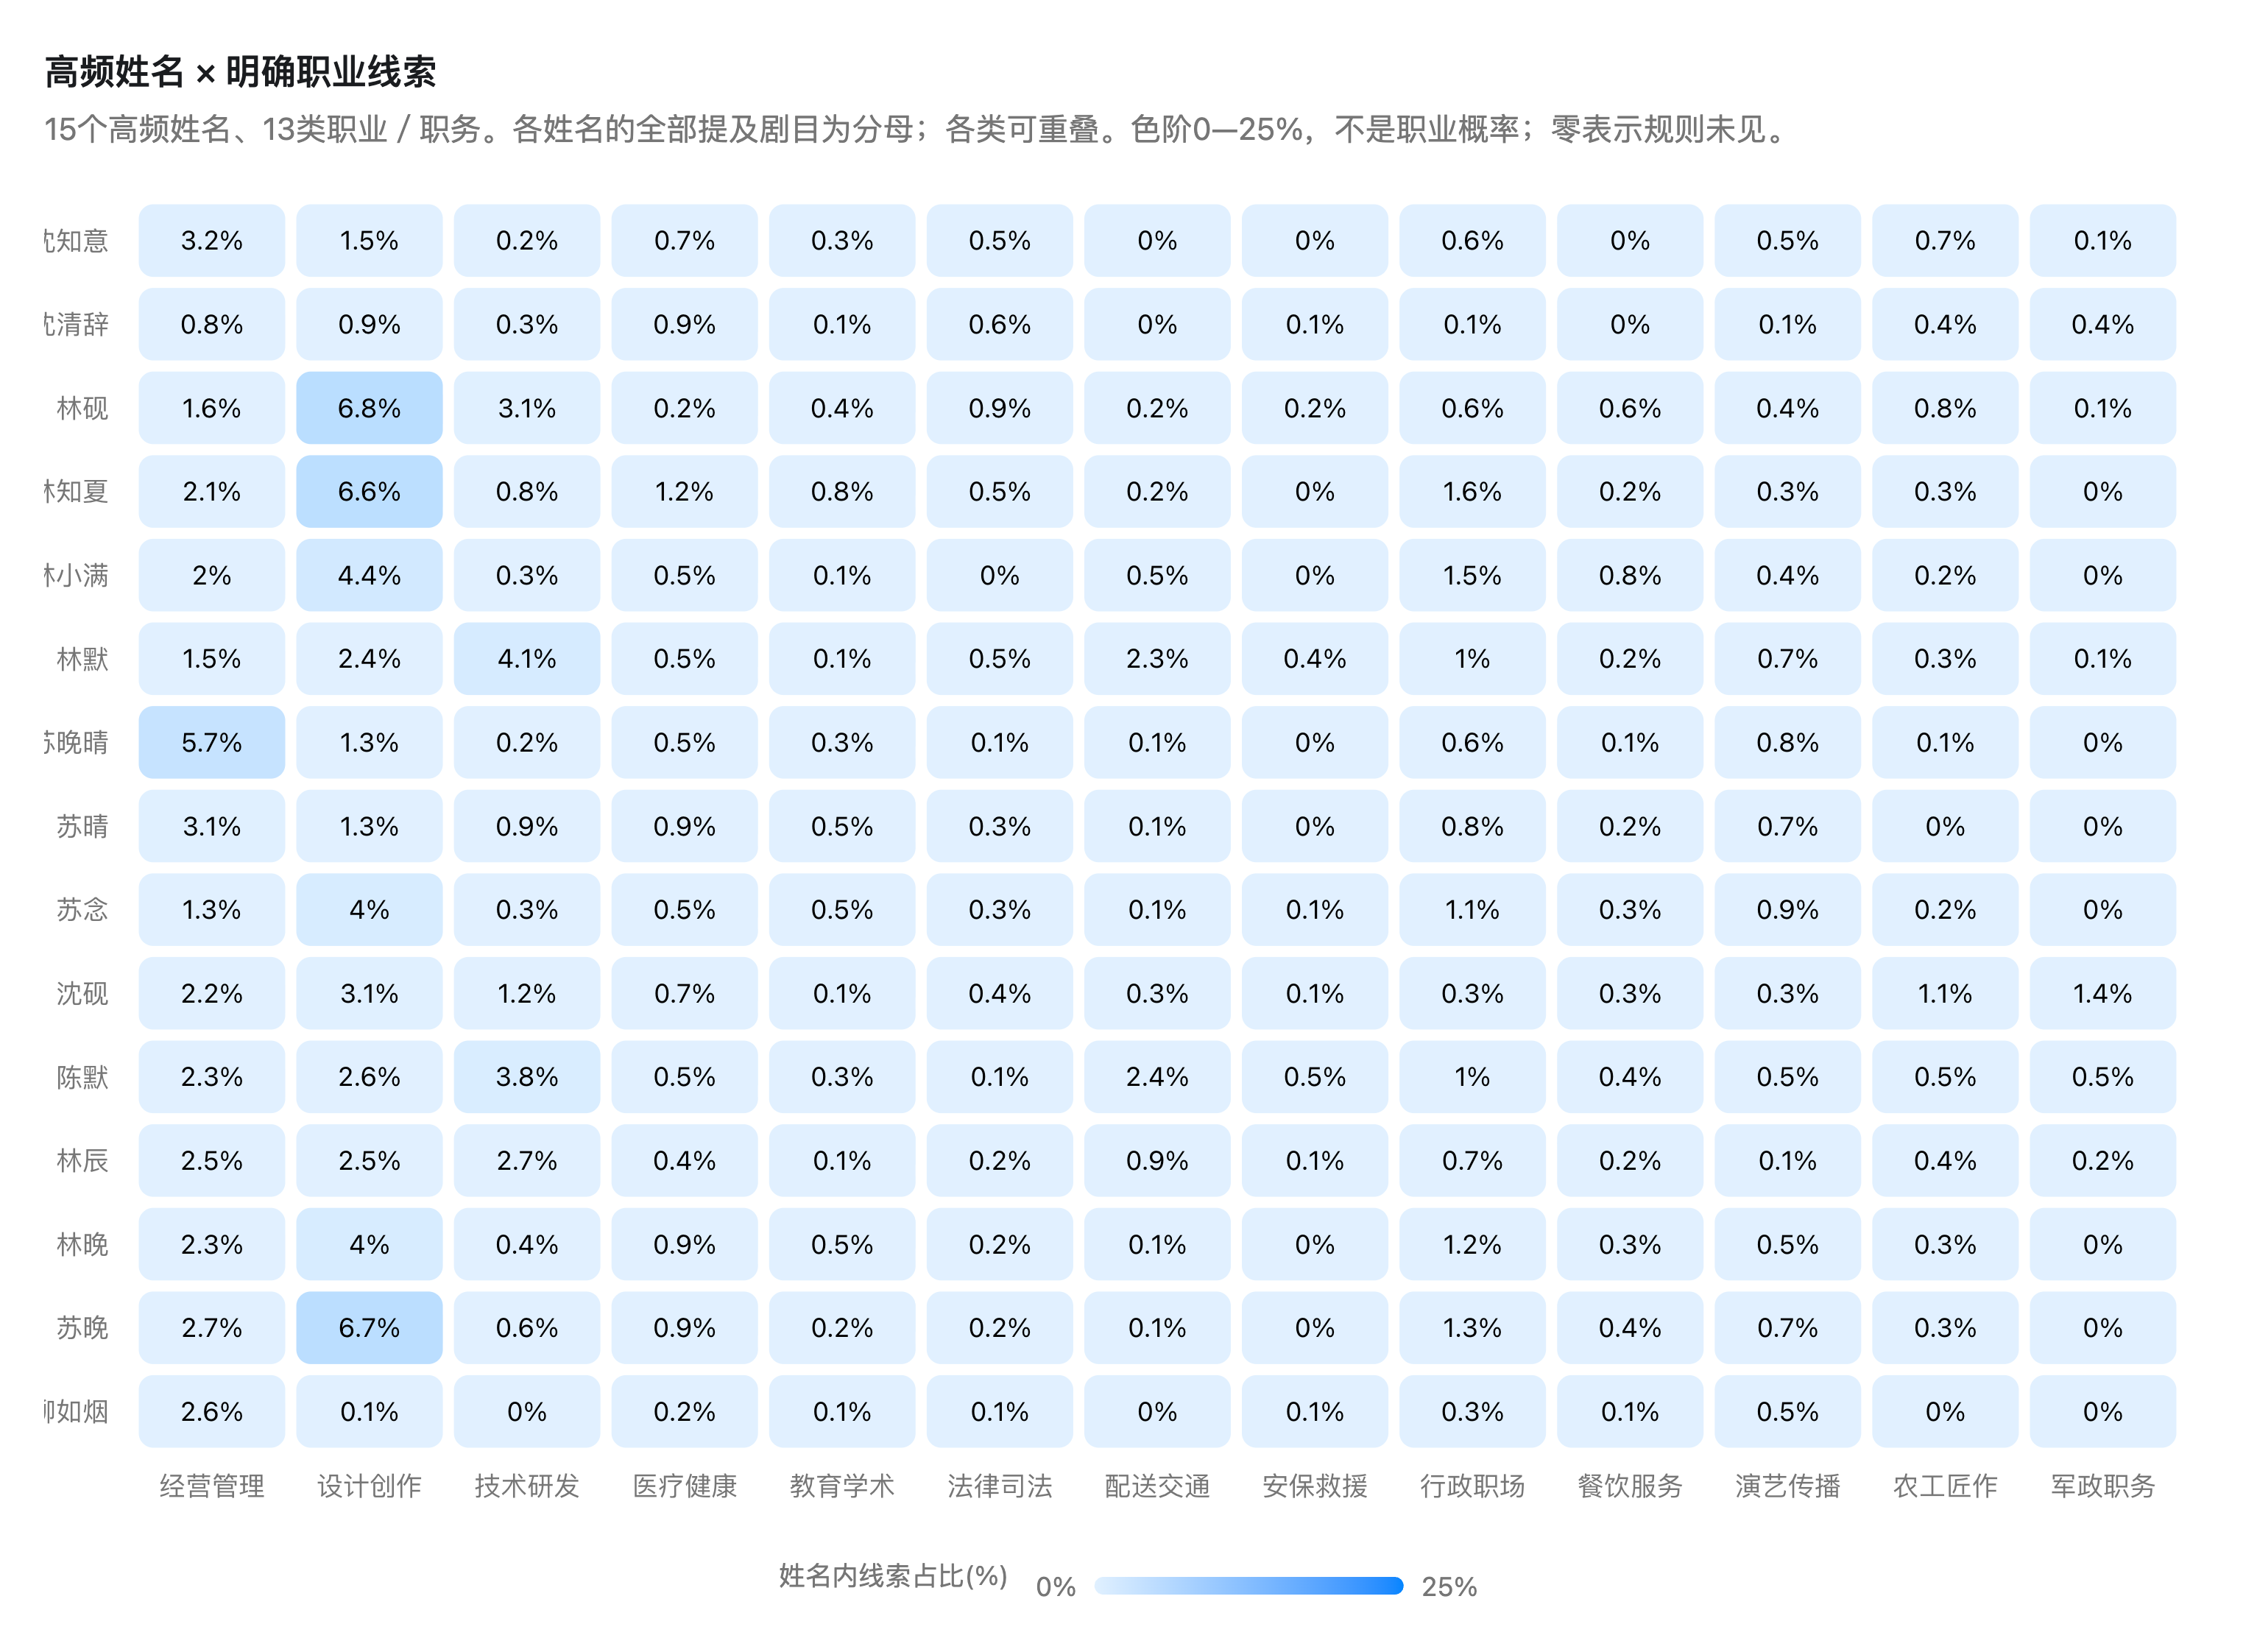 高频姓名 × 明确职业线索
15个高频姓名、13类职业 / 职务。各姓名的全部提及剧目为分母；各类可重叠。色阶0—25%，不是职业概率；零表示规则未见。
沈知意 3.2% 1.5% 0.2% 0.7% 0.3% 0.5% 0% 0% 0.6% 0% 0.5% 0.7% 0.1%
沈清辞 0.8% 0.9% 0.3% 0.9% 0.1% 0.6% 0% 0.1% 0.1% 0% 0.1% 0.4% 0.4%
林砚 1.6% 6.8% 3.1% 0.2% 0.4% 0.9% 0.2% 0.2% 0.6% 0.6% 0.4% 0.8% 0.1%
林知夏 2.1% 6.6% 0.8% 1.2% 0.8% 0.5% 0.2% 0% 1.6% 0.2% 0.3% 0.3% 0%
林小满 2% 4.4% 0.3% 0.5% 0.1% 0% 0.5% 0% 1.5% 0.8% 0.4% 0.2% 0%
林默 1.5% 2.4% 4.1% 0.5% 0.1% 0.5% 2.3% 0.4% 1% 0.2% 0.7% 0.3% 0.1%
苏晚晴 5.7% 1.3% 0.2% 0.5% 0.3% 0.1% 0.1% 0% 0.6% 0.1% 0.8% 0.1% 0%
苏晴 3.1% 1.3% 0.9% 0.9% 0.5% 0.3% 0.1% 0% 0.8% 0.2% 0.7% 0% 0%
苏念 1.3% 4% 0.3% 0.5% 0.5% 0.3% 0.1% 0.1% 1.1% 0.3% 0.9% 0.2% 0%
沈砚 2.2% 3.1% 1.2% 0.7% 0.1% 0.4% 0.3% 0.1% 0.3% 0.3% 0.3% 1.1% 1.4%
陈默 2.3% 2.6% 3.8% 0.5% 0.3% 0.1% 2.4% 0.5% 1% 0.4% 0.5% 0.5% 0.5%
林辰 2.5% 2.5% 2.7% 0.4% 0.1% 0.2% 0.9% 0.1% 0.7% 0.2% 0.1% 0.4% 0.2%
林晚 2.3% 4% 0.4% 0.9% 0.5% 0.2% 0.1% 0% 1.2% 0.3% 0.5% 0.3% 0%
苏晚 2.7% 6.7% 0.6% 0.9% 0.2% 0.2% 0.1% 0% 1.3% 0.4% 0.7% 0.3% 0%
柳如烟 2.6% 0.1% 0% 0.2% 0.1% 0.1% 0% 0.1% 0.3% 0.1% 0.5% 0% 0%
经营管理 设计创作 技术研发 医疗健康 教育学术 法律司法 配送交通 安保救援 行政职场 餐饮服务 演艺传播 农工匠作 军政职务
姓名内线索占比(%) 0% 25%